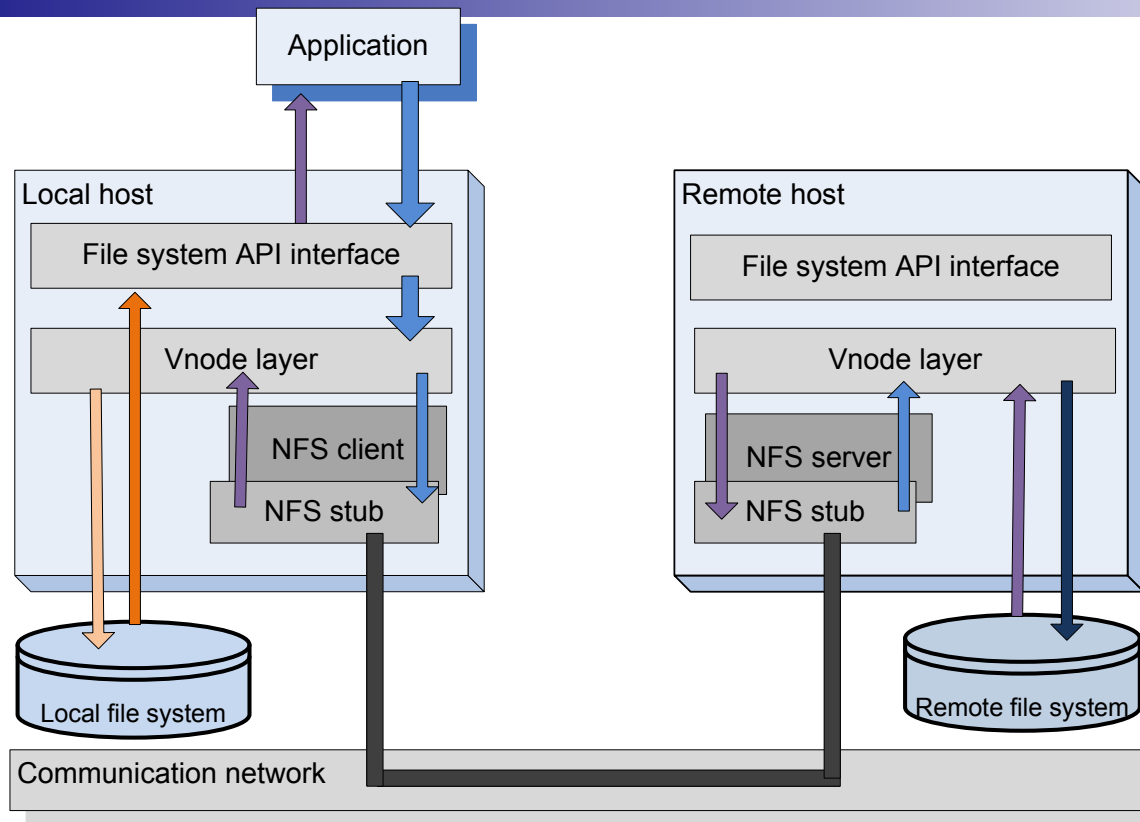 Application
Local host
File system API interface
Vnode layer
NFS client
NFS stub
Local file system
Remote host
File system API interface
Vnode layer
NFS server
NFS stub
Remote file system
Communication network